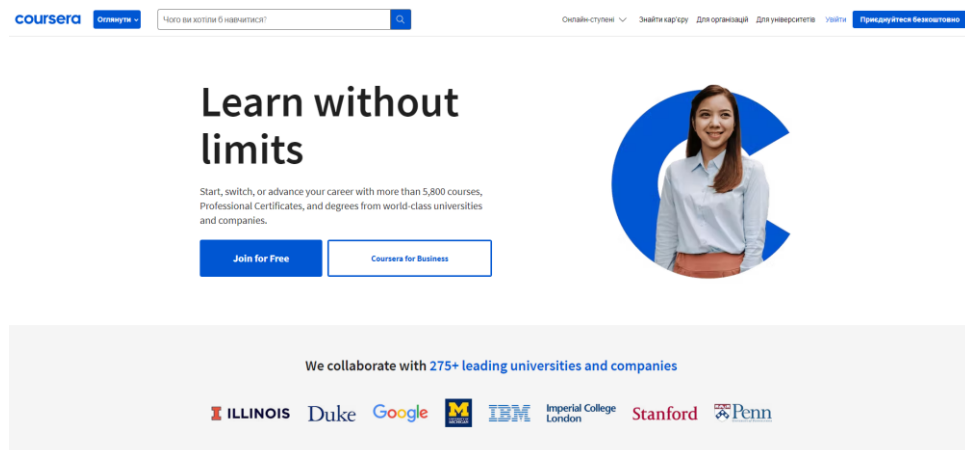 coursera Оглянути Чого ви хотіли б навчитися? Онлайн-ступені Знайти кар'єру Для організацій Для університетів Увійти Приєднуйтеся безкоштовно
Learn without
limits
Start, switch, or advance your career with more than 5,800 courses,
Professional Certificates, and degrees from world-class universities
and companies.
Join for Free Coursera for Business
We collaborate with 275+ leading universities and companies
I ILLINOIS Duke Google M IBM Imperial College
London Stanford Penn